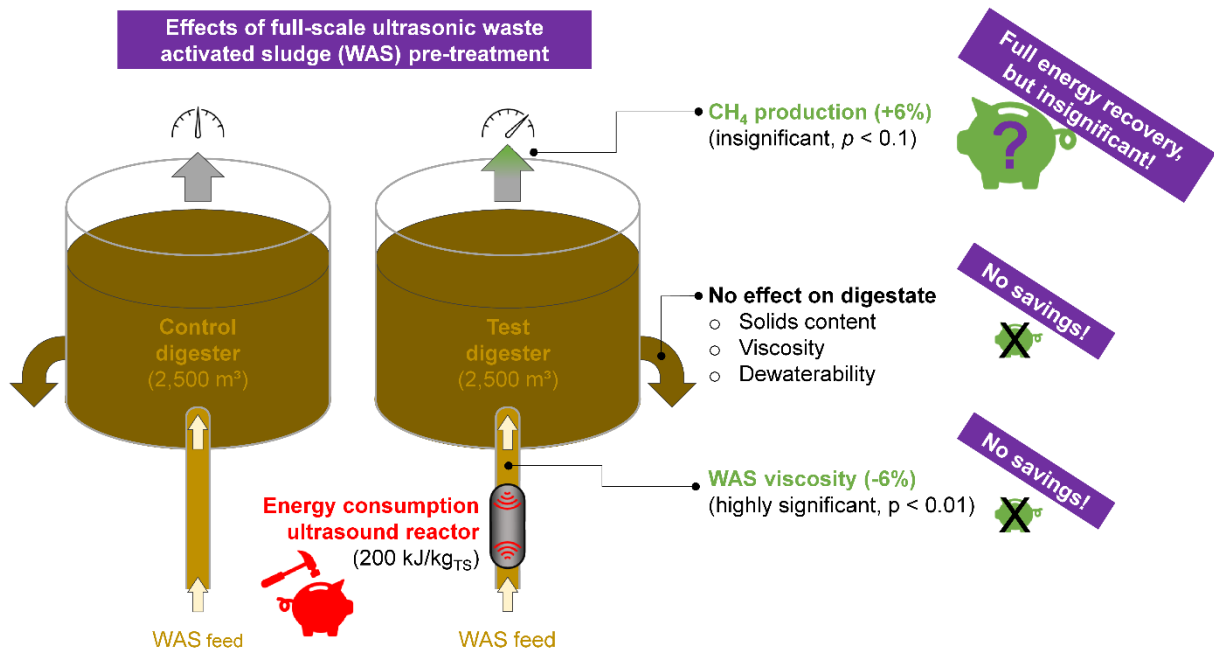 Effects of full-scale ultrasonic waste
activated sludge (WAS) pre-treatment
CH₄ production (+6%)
(insignificant, p < 0.1)
Full energy recovery,
but insignificant!
?
Control
digester
(2,500 m³)
Test
digester
(2,500 m³)
No effect on digestate
○ Solids content
○ Viscosity
○ Dewaterability
No savings!
X
WAS viscosity (-6%)
(highly significant, p < 0.01)
No savings!
X
Energy consumption
ultrasound reactor
(200 kJ/kgTS)
WAS feed
WAS feed